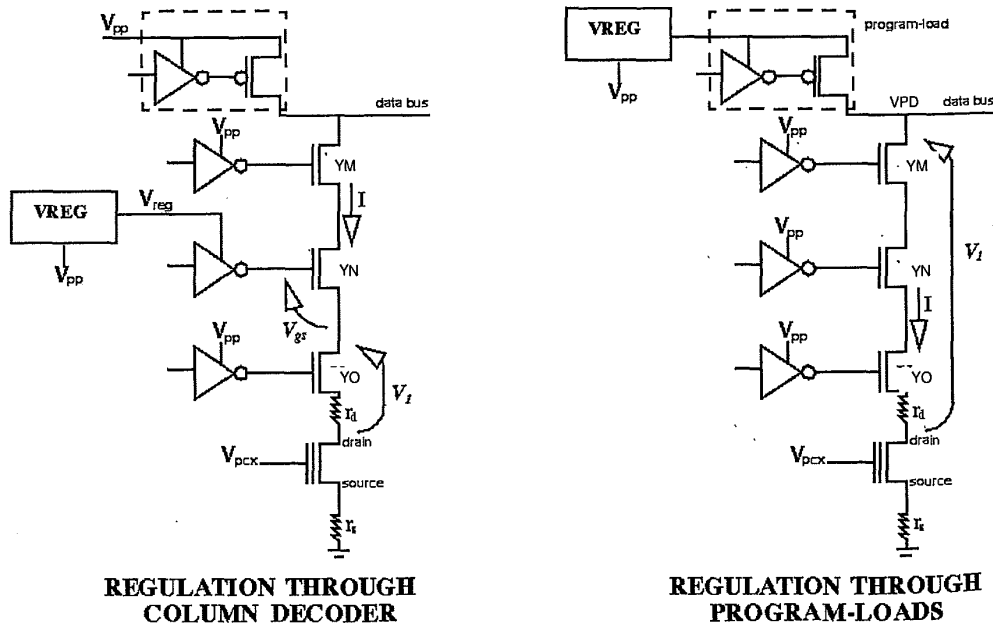 Vpp
data bus
Vpp
YM
I
VREG
Vreg
Vpp
YN
Vgs
Vpp
YO
V1
rd
drain
Vpcx
source
rs
REGULATION THROUGH
COLUMN DECODER
VREG
program-load
Vpp
VPD
data bus
Vpp
YM
Vpp
YN
V1
I
Vpp
YO
rd
drain
Vpcx
source
rs
REGULATION THROUGH
PROGRAM-LOADS